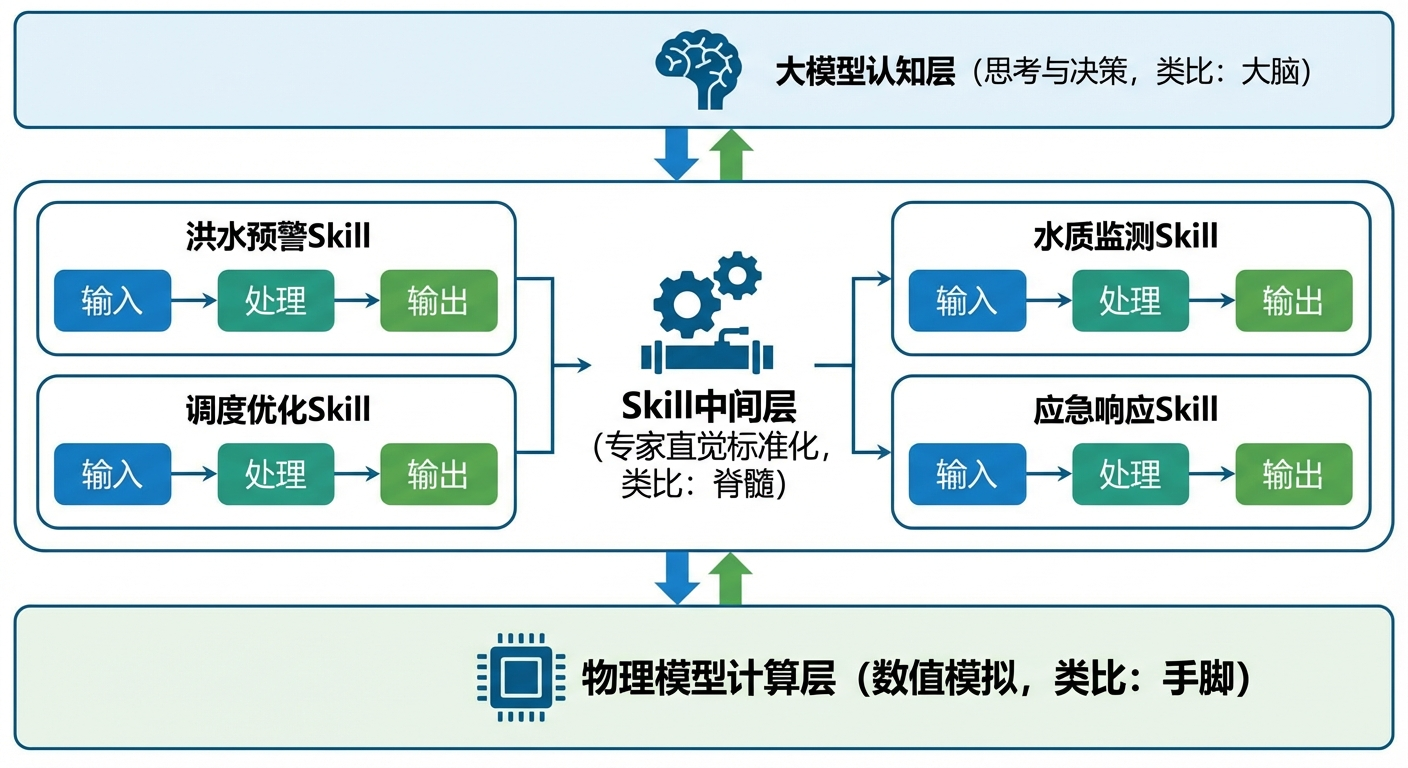 大模型认知层（思考与决策，类比：大脑）
洪水预警Skill
输入 处理 输出
调度优化Skill
输入 处理 输出
Skill中间层
（专家直觉标准化，
类比：脊髓）
水质监测Skill
输入 处理 输出
应急响应Skill
输入 处理 输出
物理模型计算层（数值模拟，类比：手脚）